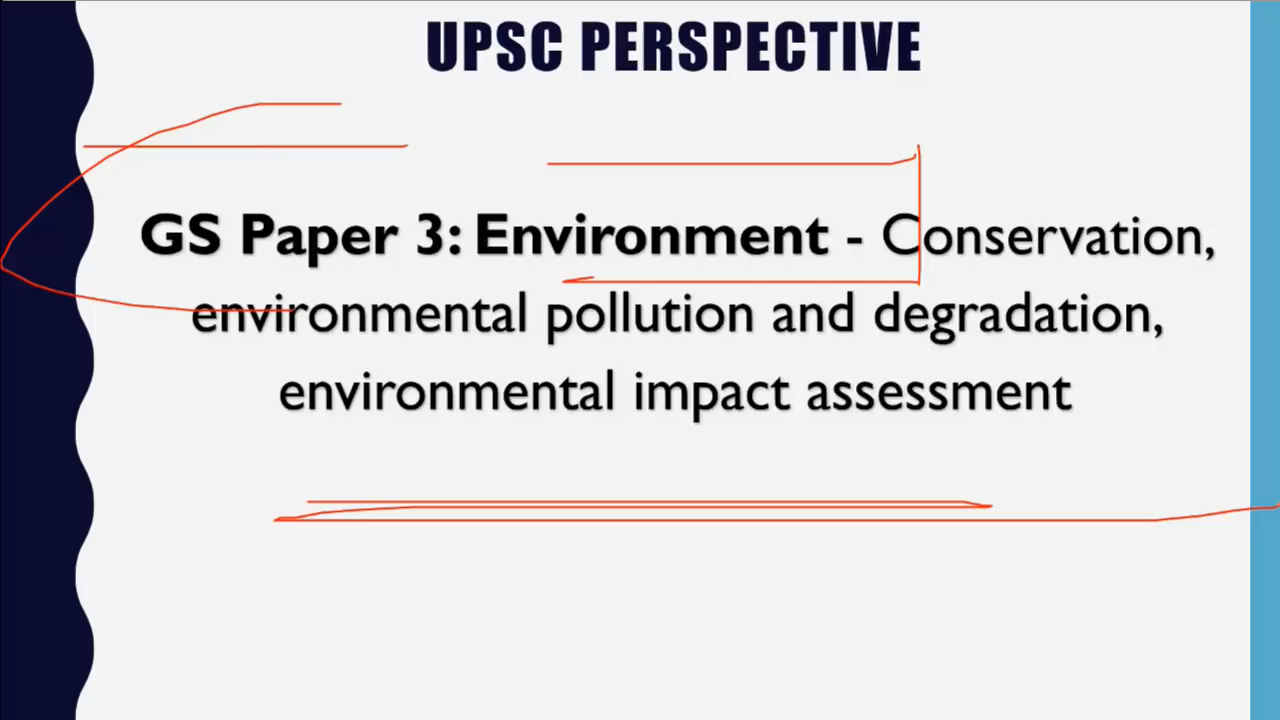 UPSC PERSPECTIVE
GS Paper 3: Environment - Conservation,
environmental pollution and degradation,
environmental impact assessment